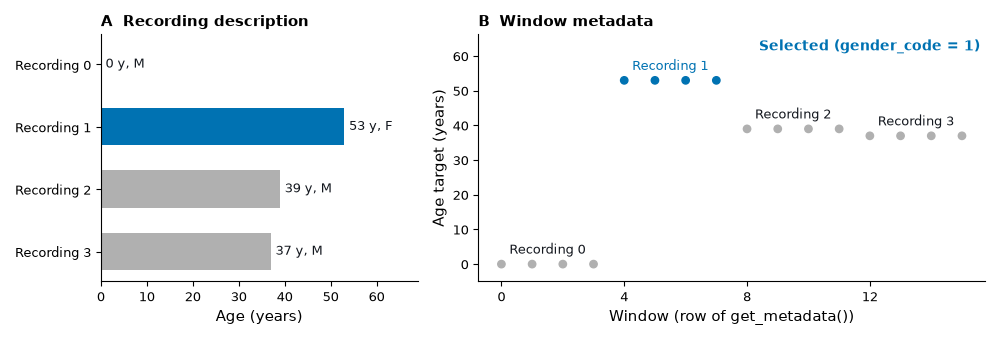 A  Recording description
Recording 0
0 y, M
Recording 1
53 y, F
Recording 2
39 y, M
Recording 3
37 y, M
0 10 20 30 40 50 60
Age (years)
B  Window metadata
Selected (gender_code = 1)
Age target (years)
60
50
40
30
20
10
0
Recording 1
Recording 2
Recording 3
Recording 0
0 4 8 12
Window (row of get_metadata())